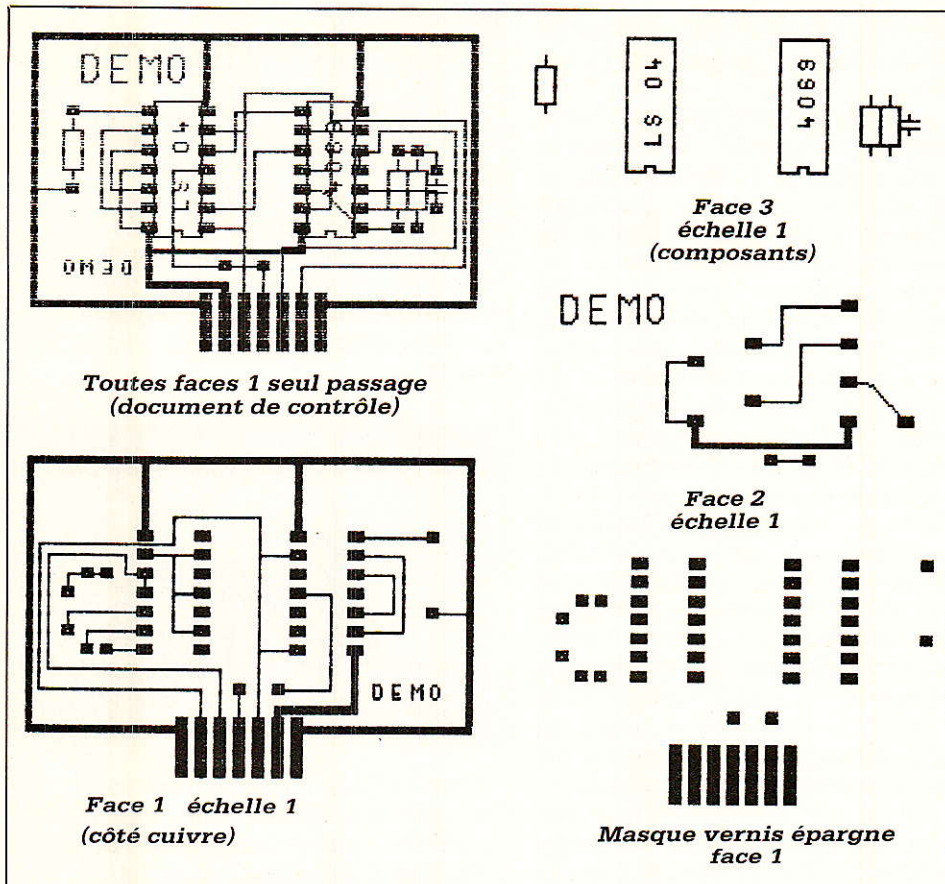 DEMO
LS 04
4069
DEMO
Toutes faces 1 seul passage
(document de contrôle)
LS 04
4069
Face 3
échelle 1
(composants)
DEMO
Face 2
échelle 1
DEMO
Face 1 échelle 1
(côté cuivre)
Masque vernis épargne
face 1